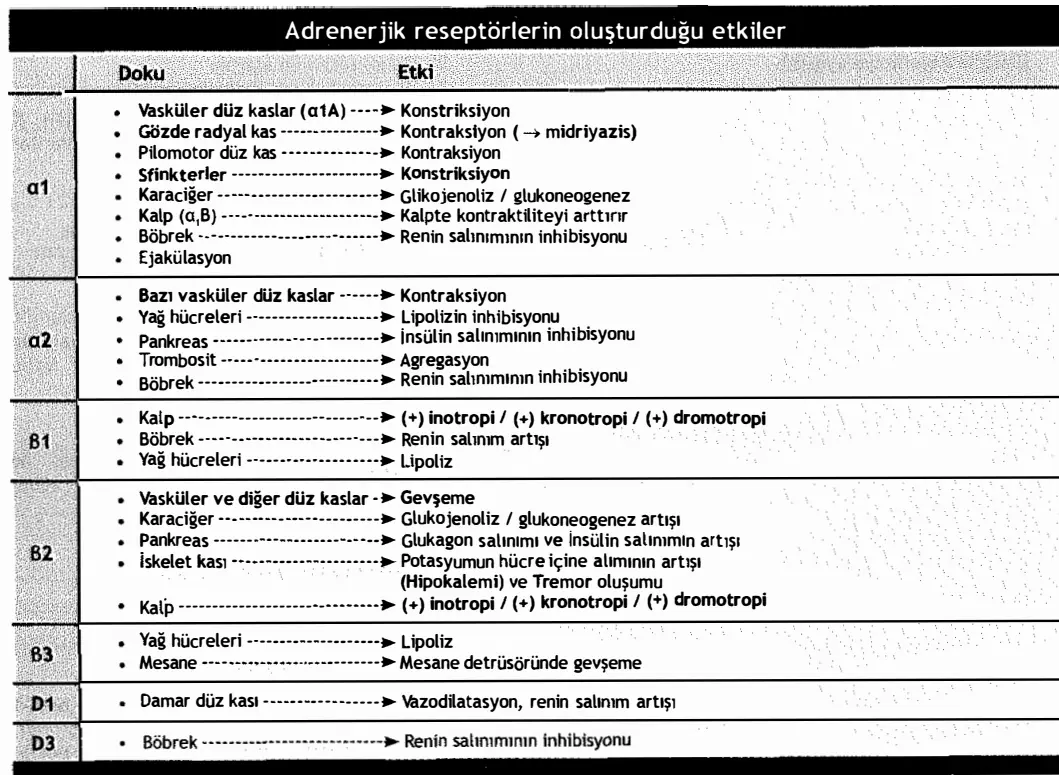 Adrenerjik reseptörlerin oluşturduğu etkiler
Doku Etki
α1
• Vasküler düz kaslar (α1A) ----► Konstriksiyon
• Gözde radyal kas --------------► Kontraksiyon ( → midriyazis)
• Pilomotor düz kas --------------► Kontraksiyon
• Sfinkterler ----------------------► Konstriksiyon
• Karaciğer -----------------------► Glikojenoliz / glukoneogenez
• Kalp (α,B) ----------------------► Kalpte kontraktiliteyi arttırır
• Böbrek --------------------------► Renin salınımının inhibisyonu
• Ejakülasyon
α2
• Bazı vasküler düz kaslar ------► Kontraksiyon
• Yağ hücreleri -------------------► Lipolizin inhibisyonu
• Pankreas ------------------------► İnsülin salınımının inhibisyonu
• Trombosit -----------------------► Agregasyon
• Böbrek --------------------------► Renin salınımının inhibisyonu
ß1
• Kalp -----------------------------► (+) inotropi / (+) kronotropi / (+) dromotropi
• Böbrek --------------------------► Renin salınım artışı
• Yağ hücreleri -------------------► Lipoliz
ß2
• Vasküler ve diğer düz kaslar -► Gevşeme
• Karaciğer -----------------------► Glukojenoliz / glukoneogenez artışı
• Pankreas ------------------------► Glukagon salınımı ve insülin salınımın artışı
• İskelet kası ----------------------► Potasyumun hücre içine alımının artışı
(Hipokalemi) ve Tremor oluşumu
• Kalp -----------------------------► (+) inotropi / (+) kronotropi / (+) dromotropi
ß3
• Yağ hücreleri -------------------► Lipoliz
• Mesane --------------------------► Mesane detrüsöründe gevşeme
D1
• Damar düz kası -----------------► Vazodilatasyon, renin salınım artışı
D3
• Böbrek --------------------------► Renin salınımının inhibisyonu